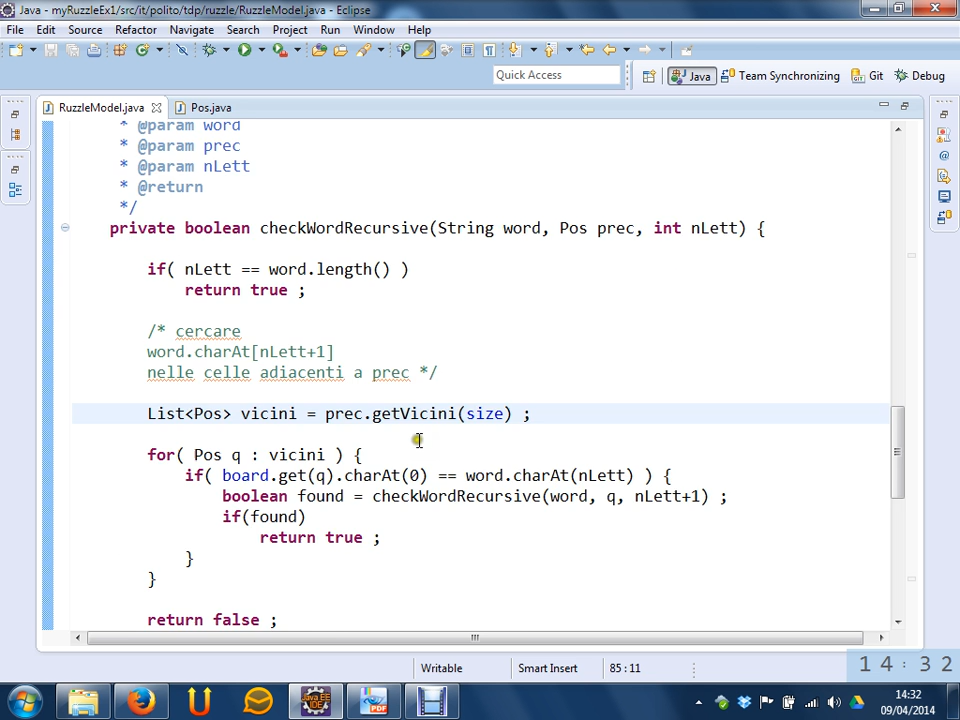 Java - myRuzzleEx1/src/it/polito/tdp/ruzzle/RuzzleModel.java - Eclipse
File Edit Source Refactor Navigate Search Project Run Window Help
Quick Access
Java Team Synchronizing Git Debug
RuzzleModel.java Pos.java
* @param word
* @param prec
* @param nLett
* @return
*/
private boolean checkWordRecursive(String word, Pos prec, int nLett) {
if( nLett == word.length() )
return true ;
/* cercare
word.charAt[nLett+1]
nelle celle adiacenti a prec */
List<Pos> vicini = prec.getVicini(size) ;
for( Pos q : vicini ) {
if( board.get(q).charAt(0) == word.charAt(nLett) ) {
boolean found = checkWordRecursive(word, q, nLett+1) ;
if(found)
return true ;
}
}
return false ;
Writable Smart Insert 85 : 11
14:32
14:32
09/04/2014